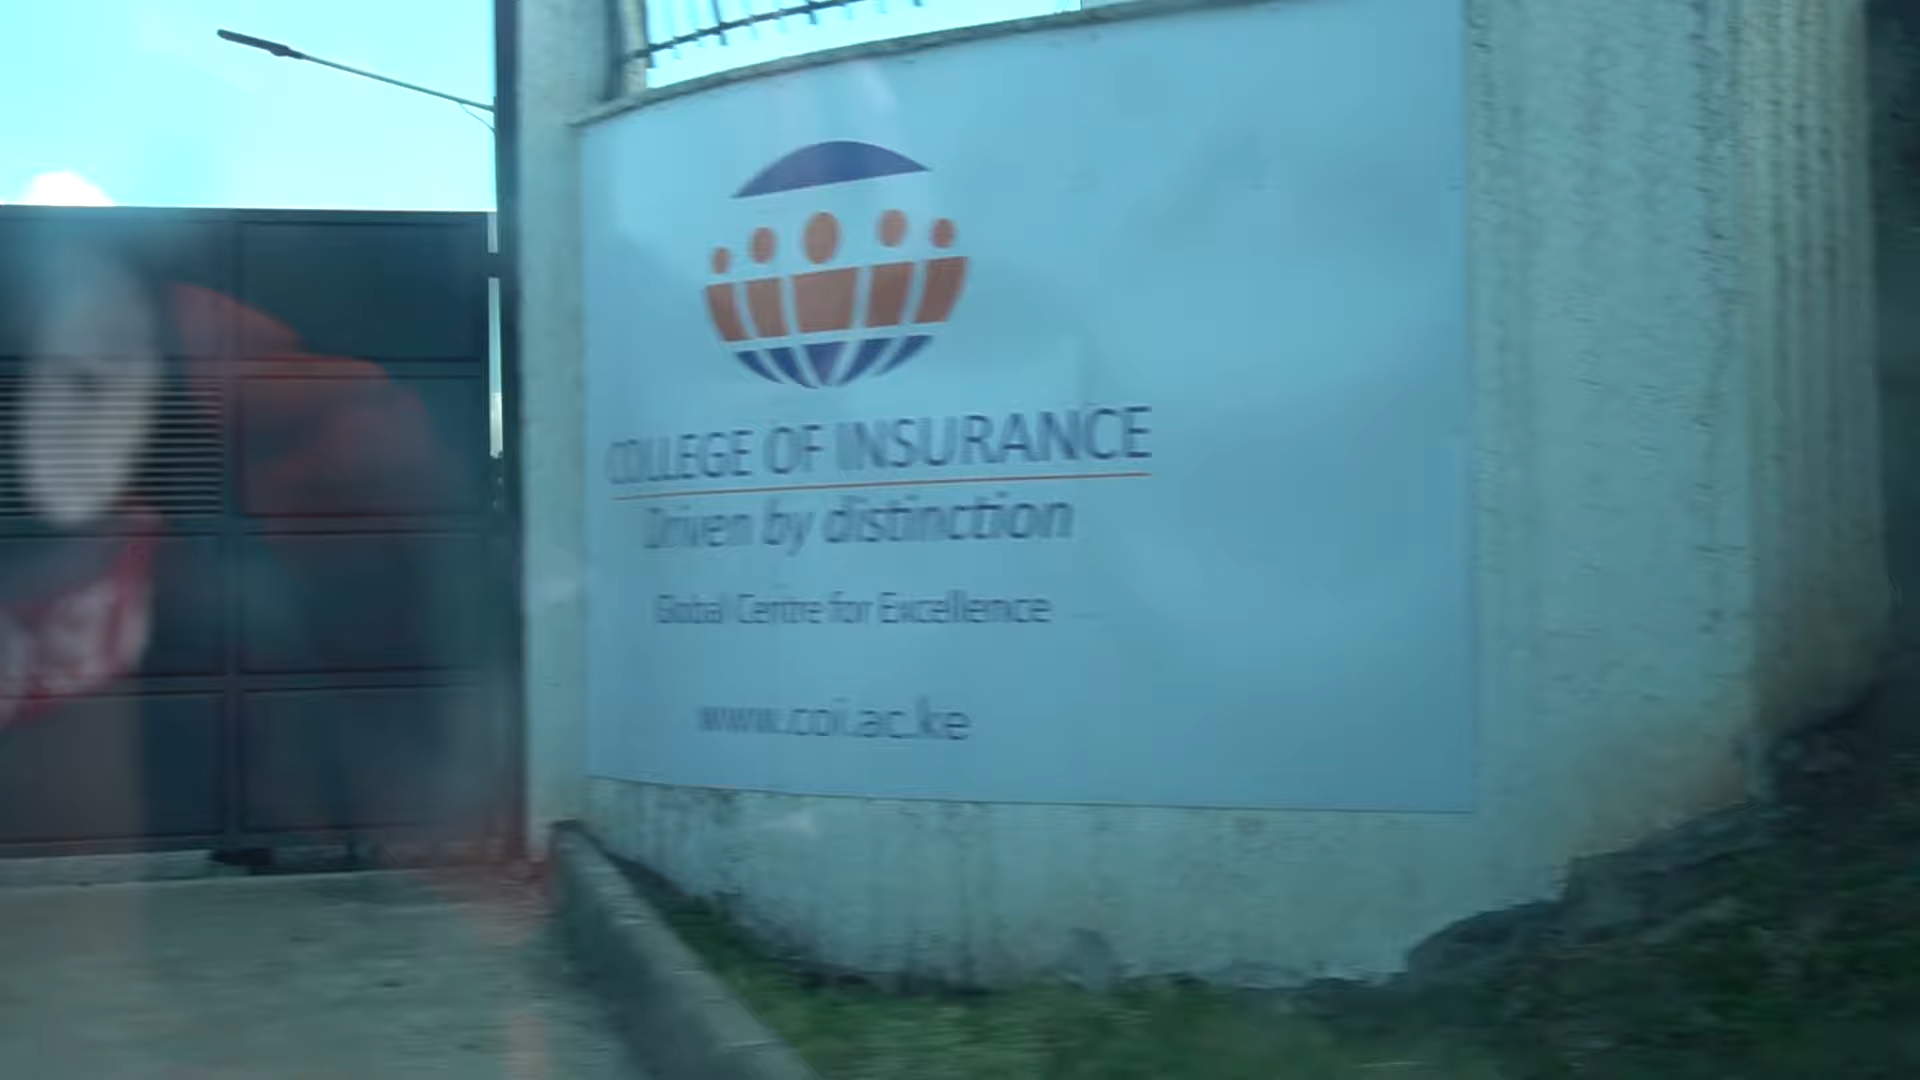 COLLEGE OF INSURANCE
Driven by distinction
Global Centre for Excellence
www.coi.ac.ke